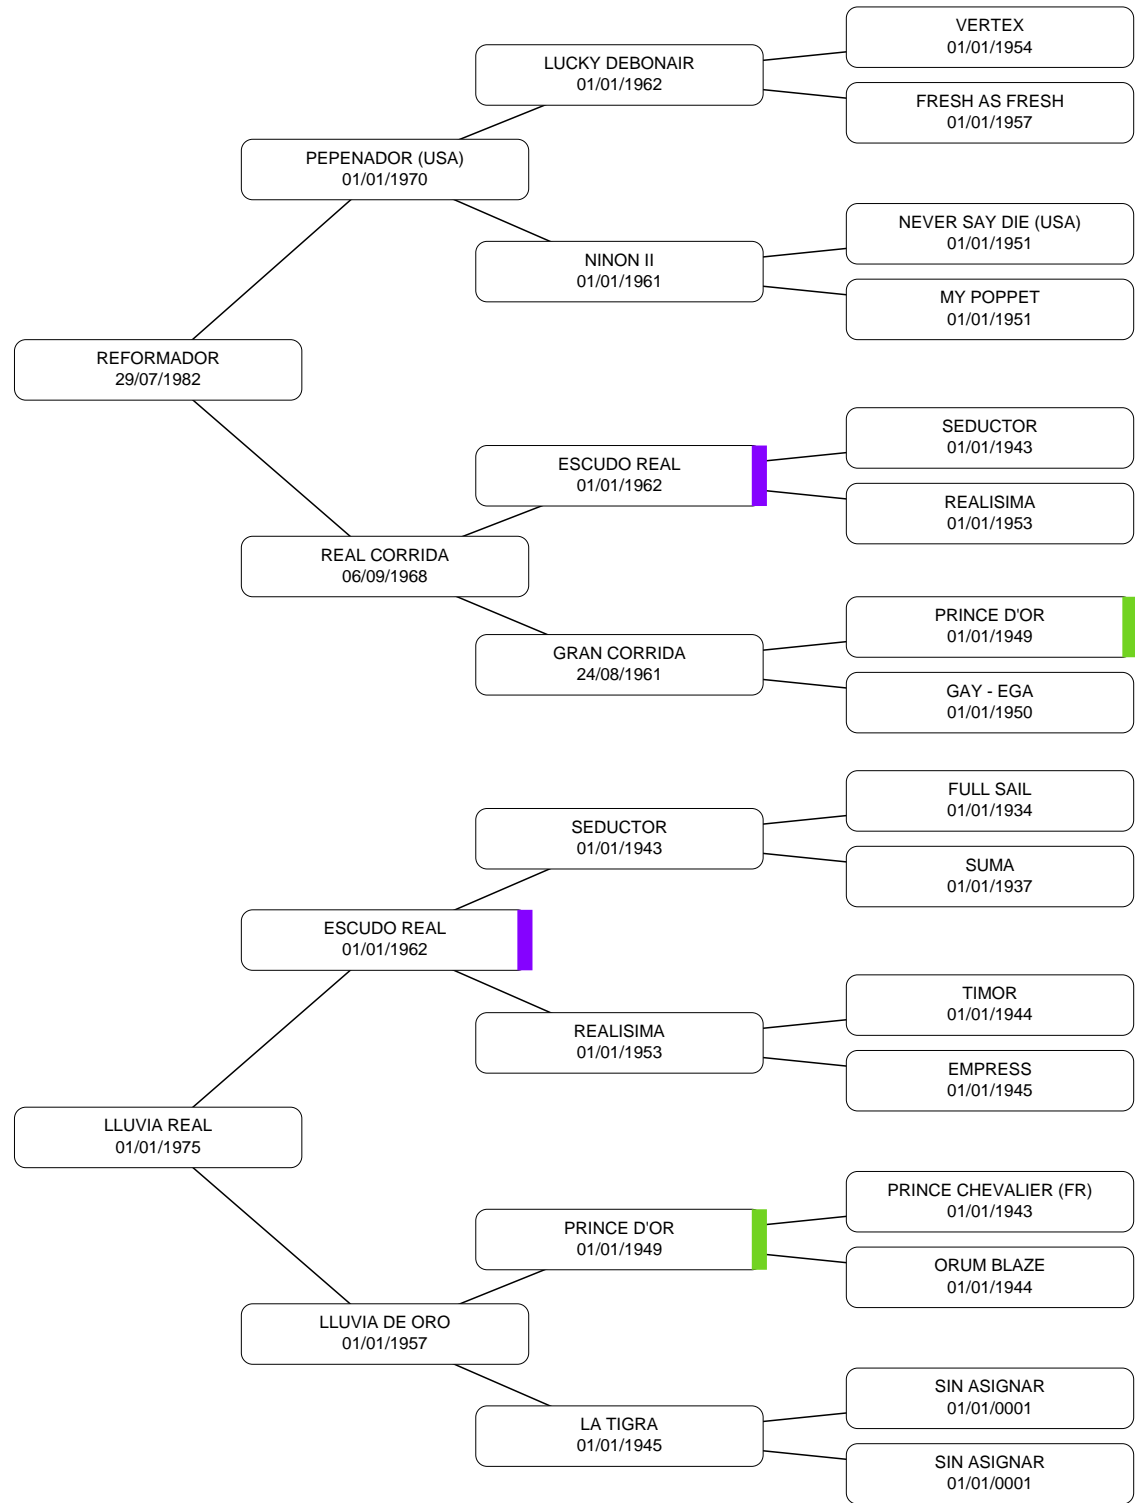 VERTEX
01/01/1954
LUCKY DEBONAIR
01/01/1962
FRESH AS FRESH
01/01/1957
PEPENADOR (USA)
01/01/1970
NEVER SAY DIE (USA)
01/01/1951
NINON II
01/01/1961
MY POPPET
01/01/1951
REFORMADOR
29/07/1982
SEDUCTOR
01/01/1943
ESCUDO REAL
01/01/1962
REALISIMA
01/01/1953
REAL CORRIDA
06/09/1968
PRINCE D'OR
01/01/1949
GRAN CORRIDA
24/08/1961
GAY - EGA
01/01/1950
FULL SAIL
01/01/1934
SEDUCTOR
01/01/1943
SUMA
01/01/1937
ESCUDO REAL
01/01/1962
TIMOR
01/01/1944
REALISIMA
01/01/1953
EMPRESS
01/01/1945
LLUVIA REAL
01/01/1975
PRINCE CHEVALIER (FR)
01/01/1943
PRINCE D'OR
01/01/1949
ORUM BLAZE
01/01/1944
LLUVIA DE ORO
01/01/1957
SIN ASIGNAR
01/01/0001
LA TIGRA
01/01/1945
SIN ASIGNAR
01/01/0001